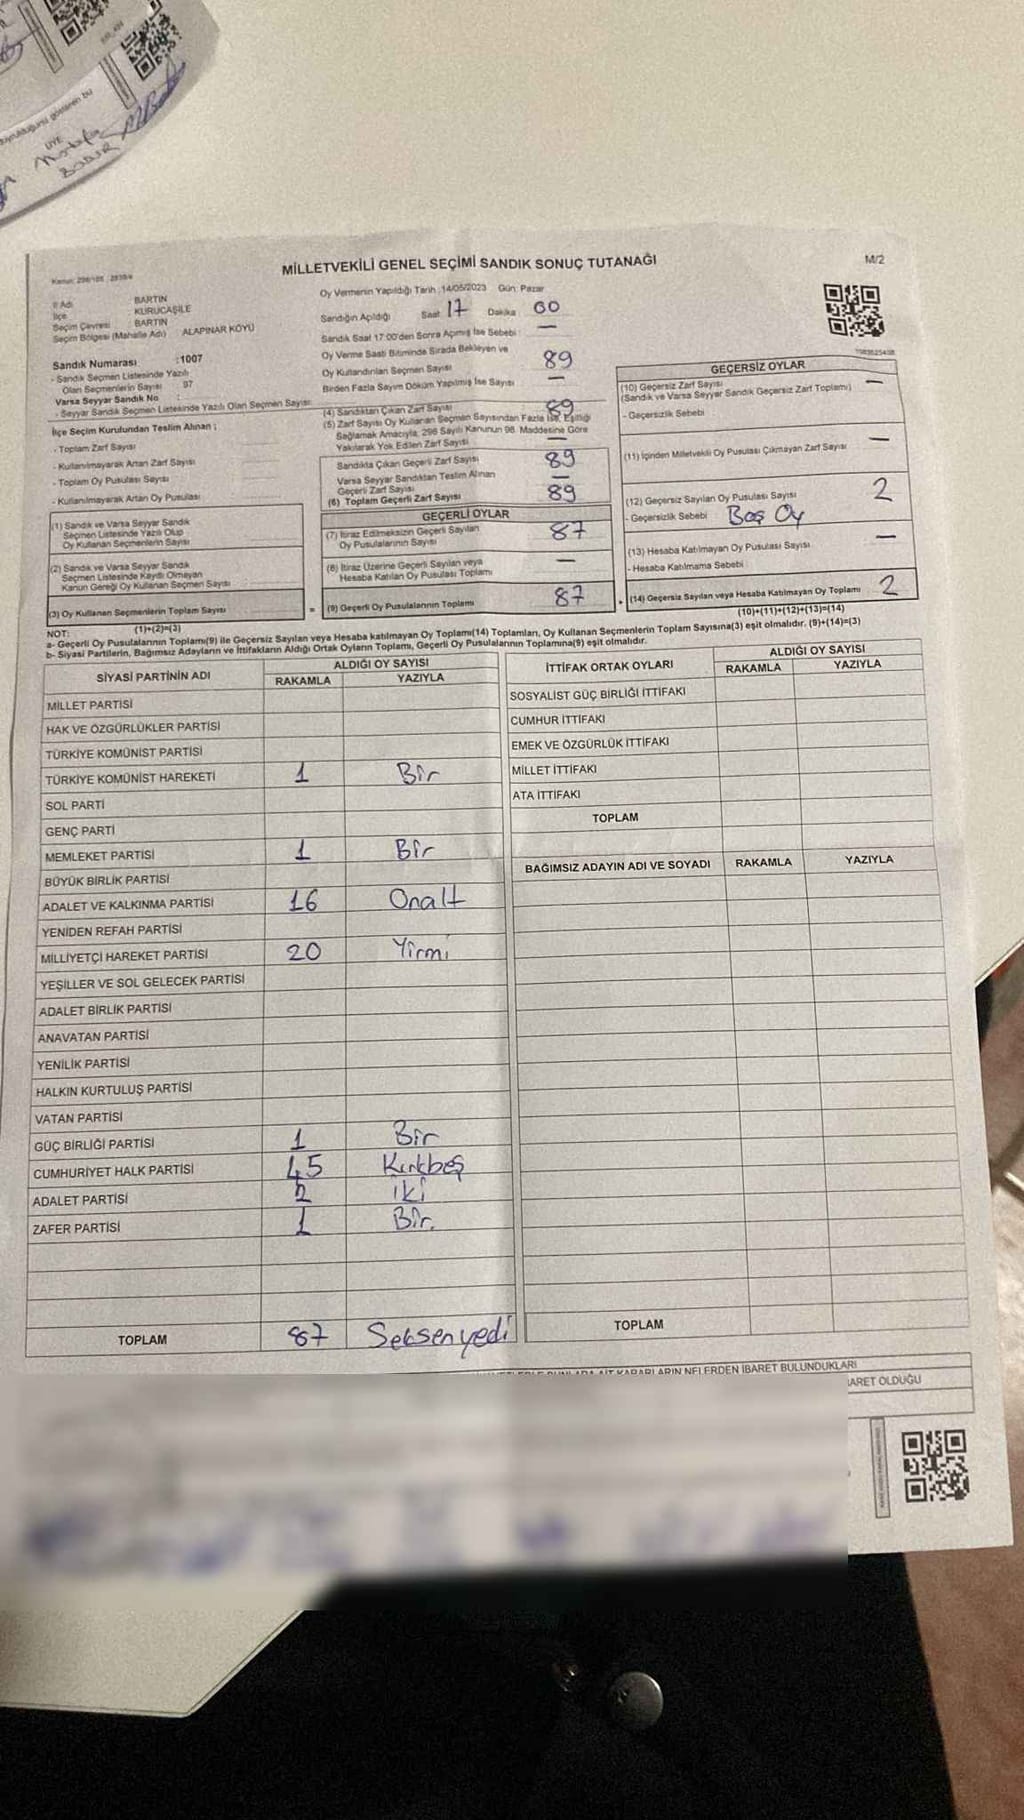 duyrulduğunu gösteren bu
ÜYE
Mustafa
BODUR
MİLLETVEKİLİ GENEL SEÇİMİ SANDIK SONUÇ TUTANAĞI
M/2
İl Adı BARTIN
İlçe KURUCAŞİLE
Seçim Çevresi BARTIN
Seçim Bölgesi (Mahalle Adı) ALAPINAR KÖYÜ
Sandık Numarası :1007
- Sandık Seçmen Listesinde Yazılı
Olan Seçmenlerin Sayısı 97
Varsa Seyyar Sandık No :
- Seyyar Sandık Seçmen Listesinde Yazılı Olan Seçmen Sayısı:
İlçe Seçim Kurulundan Teslim Alınan :
- Toplam Zarf Sayısı
- Kullanılmayarak Artan Zarf Sayısı
- Toplam Oy Pusulası Sayısı
- Kullanılmayarak Artan Oy Pusulası
(1) Sandık ve Varsa Seyyar Sandık
Seçmen Listesinde Yazılı Olup
Oy Kullanan Seçmenlerin Sayısı
(2) Sandık ve Varsa Seyyar Sandık
Seçmen Listesinde Kayıtlı Olmayan
Kanun Gereği Oy Kullanan Seçmen Sayısı
(3) Oy Kullanan Seçmenlerin Toplam Sayısı
(1)+(2)=(3)
Oy Vermenin Yapıldığı Tarih :14/05/2023 Gün: Pazar
Sandığın Açıldığı Saat 17 Dakika 00
Sandık Saat 17:00'den Sonra Açılmış İse Sebebi : —
Oy Verme Saati Bitiminde Sırada Bekleyen ve
Oy Kullandırılan Seçmen Sayısı 89
Birden Fazla Sayım Döküm Yapılmış İse Sayısı —
(4) Sandıktan Çıkan Zarf Sayısı 89
(5) Zarf Sayısı Oy Kullanan Seçmen Sayısından Fazla İse, Eşitliği
Sağlamak Amacıyla, 298 Sayılı Kanunun 98. Maddesine Göre
Yakılarak Yok Edilen Zarf Sayısı —
Sandıkta Çıkan Geçerli Zarf Sayısı 89
Varsa Seyyar Sandıktan Teslim Alınan
Geçerli Zarf Sayısı —
(6) Toplam Geçerli Zarf Sayısı 89
GEÇERLİ OYLAR
(7) İtiraz Edilmeksizin Geçerli Sayılan
Oy Pusulalarının Sayısı 87
(8) İtiraz Üzerine Geçerli Sayılan veya
Hesaba Katılan Oy Pusulası Toplamı —
= (9) Geçerli Oy Pusulalarının Toplamı 87
GEÇERSİZ OYLAR
(10) Geçersiz Zarf Sayısı —
(Sandık ve Varsa Seyyar Sandık Geçersiz Zarf Toplamı)
- Geçersizlik Sebebi
(11) İçinden Milletvekili Oy Pusulası Çıkmayan Zarf Sayısı —
(12) Geçersiz Sayılan Oy Pusulası Sayısı 2
- Geçersizlik Sebebi Boş Oy
(13) Hesaba Katılmayan Oy Pusulası Sayısı —
- Hesaba Katılmama Sebebi
+ (14) Geçersiz Sayılan veya Hesaba Katılmayan Oy Toplamı 2
(10)+(11)+(12)+(13)=(14)
NOT:
a- Geçerli Oy Pusulalarının Toplamı(9) ile Geçersiz Sayılan veya Hesaba katılmayan Oy Toplamı(14) Toplamları, Oy Kullanan Seçmenlerin Toplam Sayısına(3) eşit olmalıdır. (9)+(14)=(3)
b- Siyasi Partilerin, Bağımsız Adayların ve İttifakların Aldığı Ortak Oyların Toplamı, Geçerli Oy Pusulalarının Toplamına(9) eşit olmalıdır.
SİYASİ PARTİNİN ADI ALDIĞI OY SAYISI
RAKAMLA YAZIYLA
MİLLET PARTİSİ
HAK VE ÖZGÜRLÜKLER PARTİSİ
TÜRKİYE KOMÜNİST PARTİSİ
TÜRKİYE KOMÜNİST HAREKETİ 1 Bir
SOL PARTİ
GENÇ PARTİ
MEMLEKET PARTİSİ 1 Bir
BÜYÜK BİRLİK PARTİSİ
ADALET VE KALKINMA PARTİSİ 16 Onaltı
YENİDEN REFAH PARTİSİ
MİLLİYETÇİ HAREKET PARTİSİ 20 Yirmi
YEŞİLLER VE SOL GELECEK PARTİSİ
ADALET BİRLİK PARTİSİ
ANAVATAN PARTİSİ
YENİLİK PARTİSİ
HALKIN KURTULUŞ PARTİSİ
VATAN PARTİSİ
GÜÇ BİRLİĞİ PARTİSİ 1 Bir
CUMHURİYET HALK PARTİSİ 45 Kırkbeş
ADALET PARTİSİ 2 iki
ZAFER PARTİSİ 1 Bir.
TOPLAM 87 Seksenyedi
İTTİFAK ORTAK OYLARI ALDIĞI OY SAYISI
RAKAMLA YAZIYLA
SOSYALİST GÜÇ BİRLİĞİ İTTİFAKI
CUMHUR İTTİFAKI
EMEK VE ÖZGÜRLÜK İTTİFAKI
MİLLET İTTİFAKI
ATA İTTİFAKI
TOPLAM
BAĞIMSIZ ADAYIN ADI VE SOYADI RAKAMLA YAZIYLA
TOPLAM
KARARLARIN NELERDEN İBARET BULUNDUKLARI
İBARET OLDUĞU